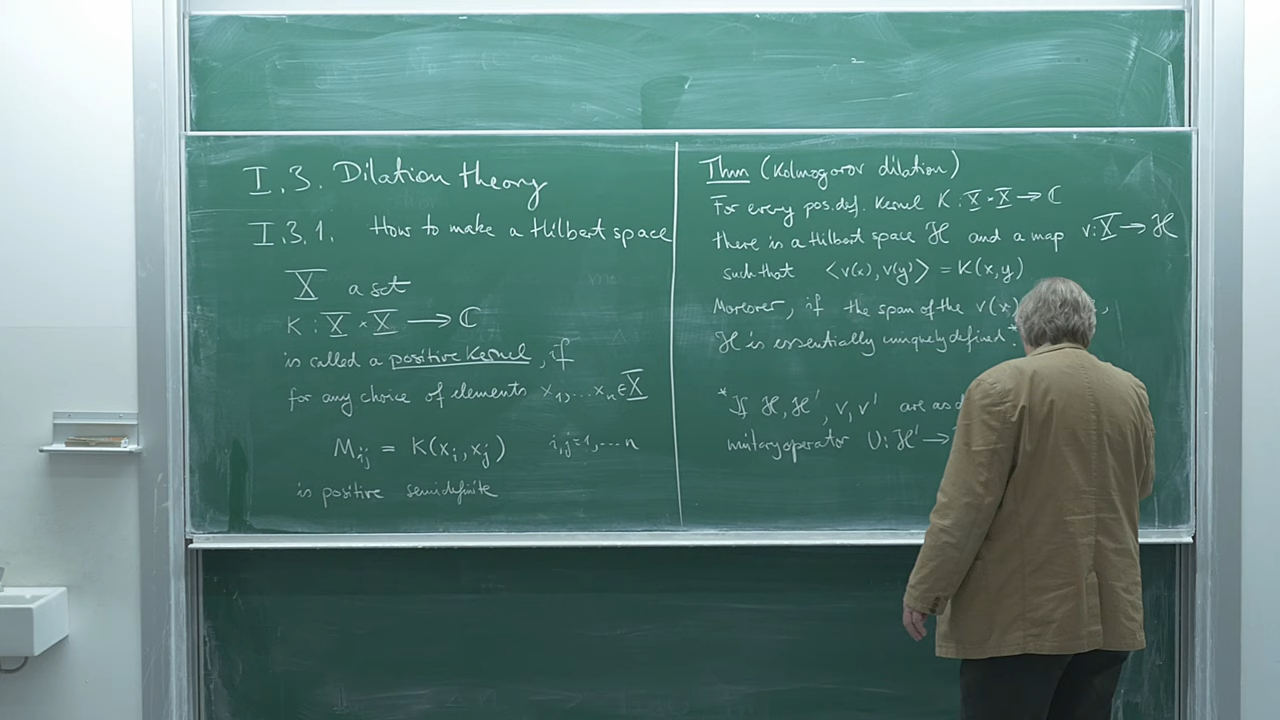 I.3. Dilation theory
I.3.1. How to make a Hilbert space
X a set
K : X × X → ℂ
is called a positive kernel, if
for any choice of elements x₁,...xₙ ∈ X
Mᵢⱼ = K(xᵢ, xⱼ) i,j=1,...n
is positive semidefinite
Thm (Kolmogorov dilation)
For every pos.def. kernel K : X × X → ℂ
there is a Hilbert space ℋ and a map v: X → ℋ
such that ⟨v(x), v(y)⟩ = K(x,y)
Moreover, if the span of the v(x)
ℋ is essentially uniquely defined*
*If ℋ, ℋ', v, v' are as
unitary operator U: ℋ' →